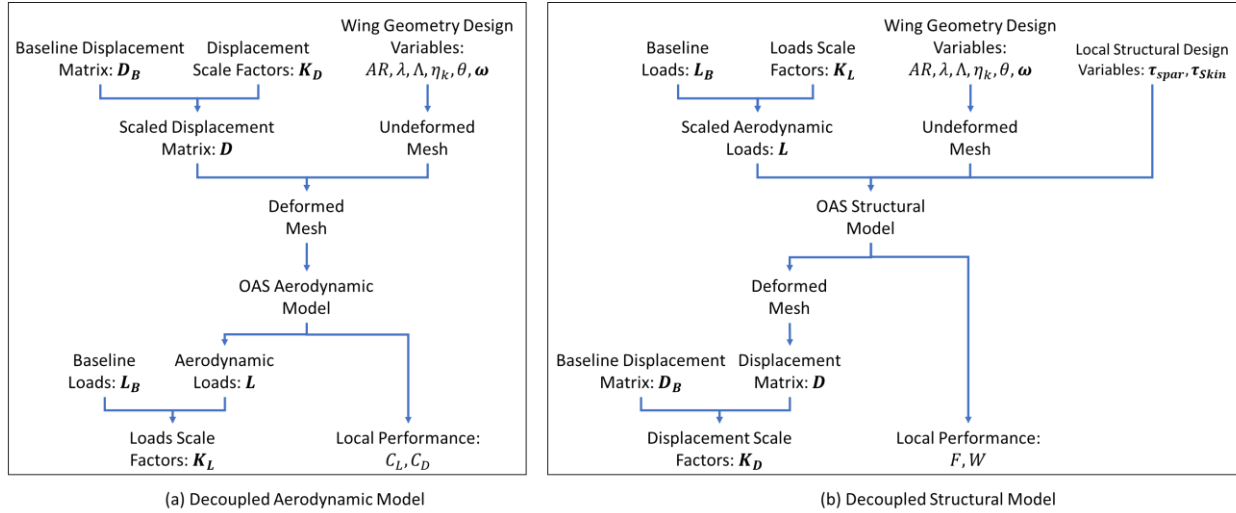 Baseline Displacement
Matrix: D_B
Displacement
Scale Factors: K_D
Wing Geometry Design
Variables:
AR, λ, Λ, η_k, θ, ω
Scaled Displacement
Matrix: D
Undeformed
Mesh
Deformed
Mesh
OAS Aerodynamic
Model
Baseline
Loads: L_B
Aerodynamic
Loads: L
Loads Scale
Factors: K_L
Local Performance:
C_L, C_D
(a) Decoupled Aerodynamic Model
Baseline
Loads: L_B
Loads Scale
Factors: K_L
Wing Geometry Design
Variables:
AR, λ, Λ, η_k, θ, ω
Local Structural Design
Variables: τ_spar, τ_Skin
Scaled Aerodynamic
Loads: L
Undeformed
Mesh
OAS Structural
Model
Deformed
Mesh
Baseline Displacement
Matrix: D_B
Displacement
Matrix: D
Displacement Scale
Factors: K_D
Local Performance:
F, W
(b) Decoupled Structural Model